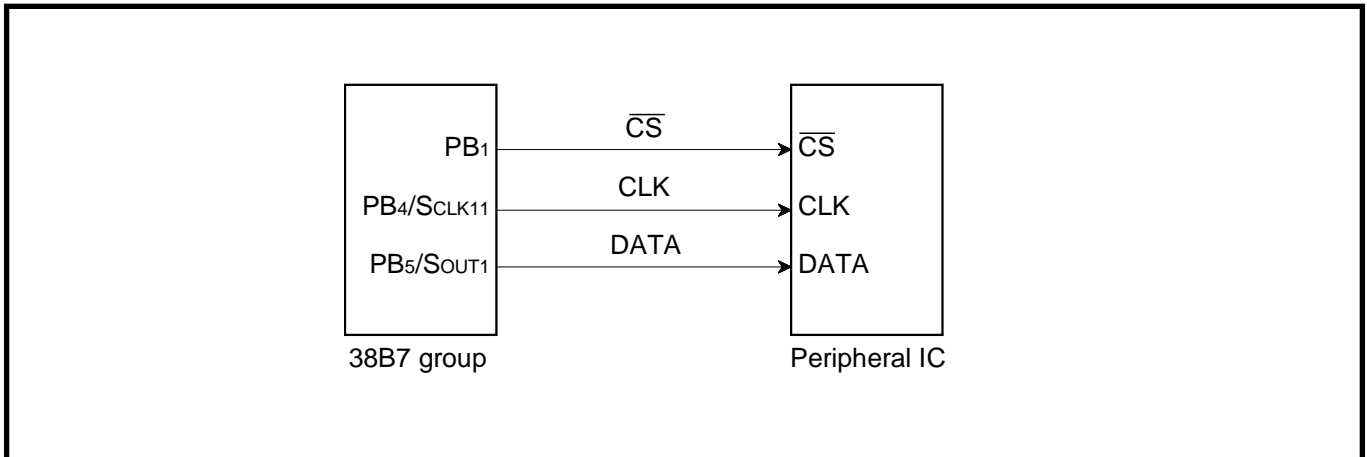 CS
PB1
CS
CLK
PB4/SCLK11
CLK
DATA
PB5/SOUT1
DATA
38B7 group
Peripheral IC